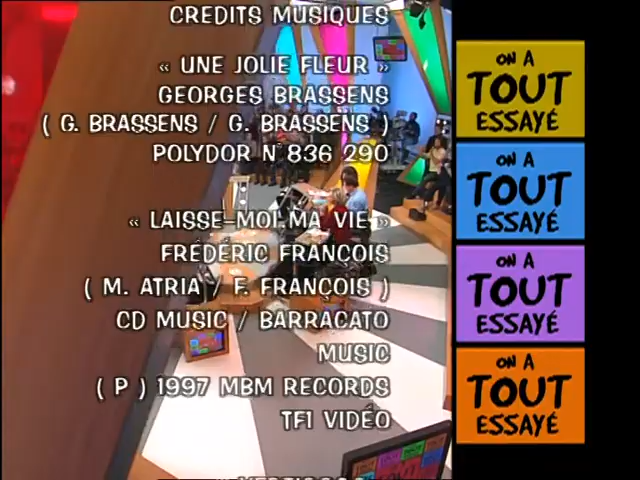 CREDITS MUSIQUES
« UNE JOLIE FLEUR »
GEORGES BRASSENS
( G. BRASSENS / G. BRASSENS )
POLYDOR N°836 290
« LAISSE-MOI MA VIE »
FRÉDÉRIC FRANÇOIS
( M. ATRIA / F. FRANÇOIS )
CD MUSIC / BARRACATO
MUSIC
( P ) 1997 MBM RECORDS
TF1 VIDÉO
ON A
TOUT
ESSAYÉ
ON A
TOUT
ESSAYÉ
ON A
TOUT
ESSAYÉ
ON A
TOUT
ESSAYÉ